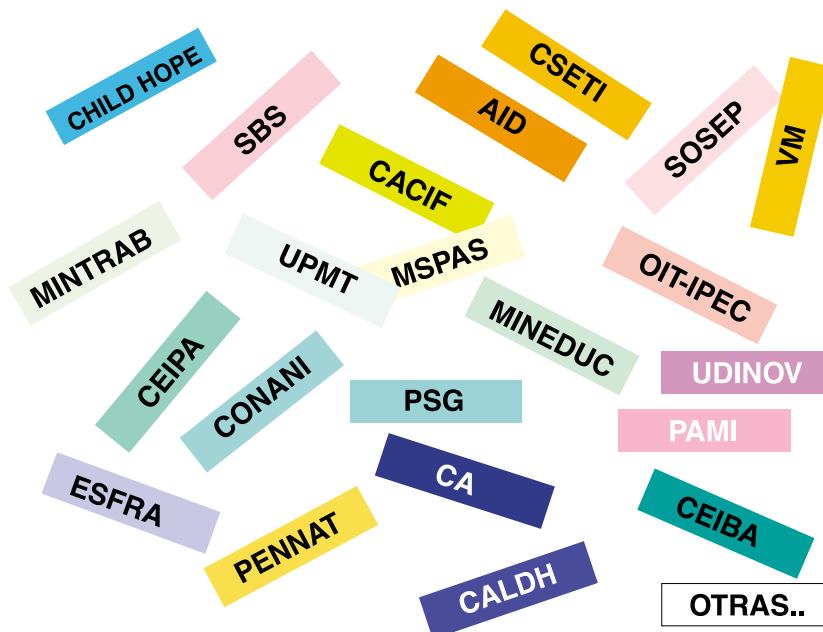 CHILD HOPE
SBS
CSETI
AID
SOSEP
VM
CACIF
MINTRAB
UPMT
MSPAS
OIT-IPEC
MINEDUC
CEIPA
CONANI
PSG
UDINOV
PAMI
ESFRA
CA
PENNAT
CEIBA
CALDH
OTRAS..